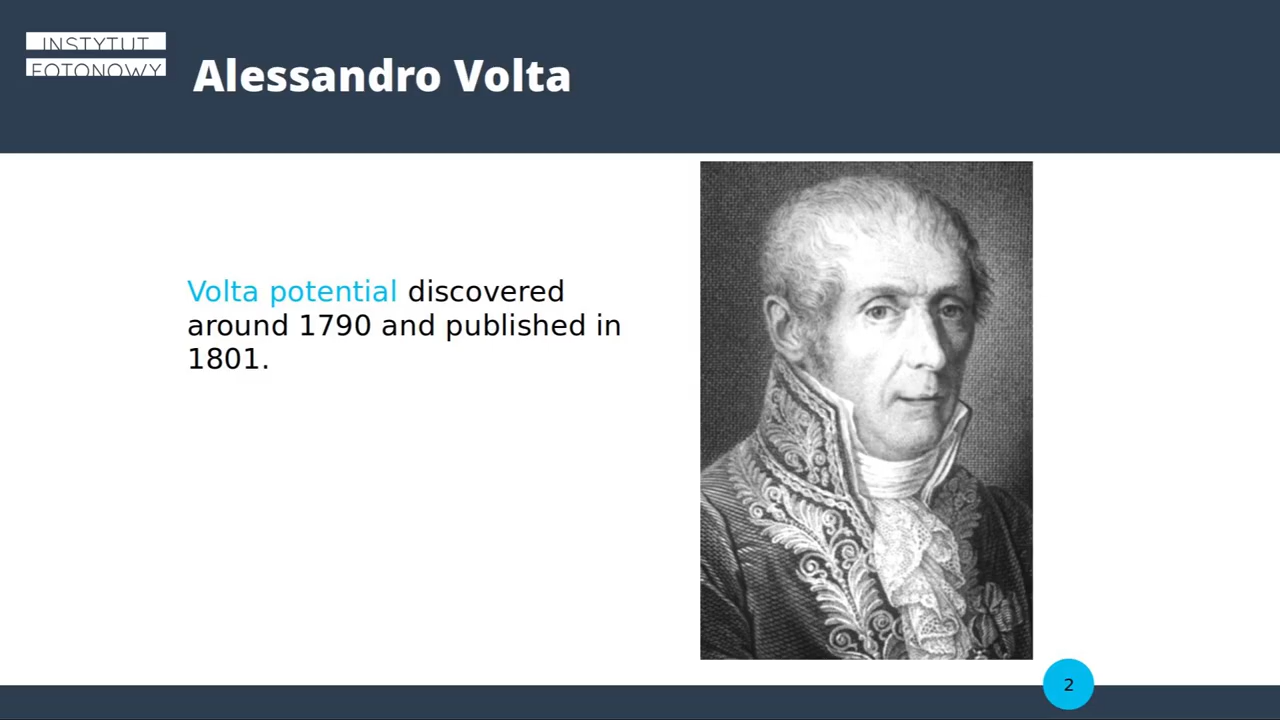 INSTYTUT
FOTONOWY
Alessandro Volta
Volta potential discovered
around 1790 and published in
1801.
2